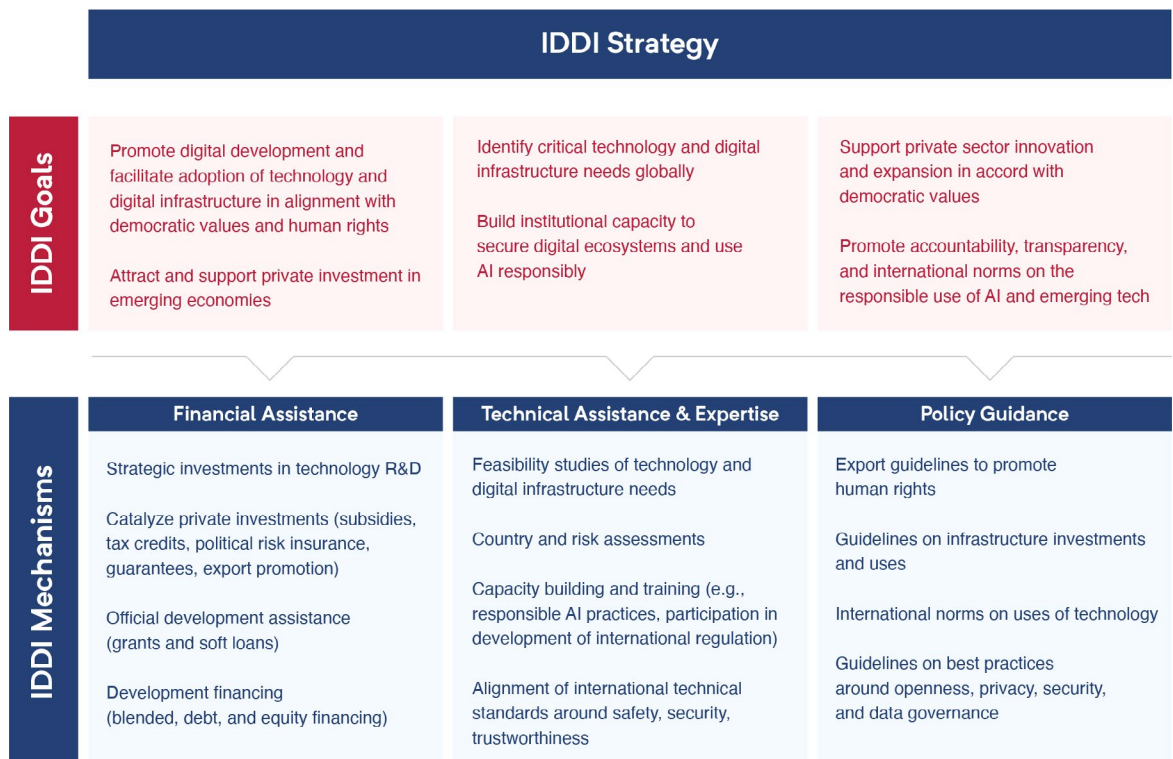 IDDI Strategy
IDDI Goals
Promote digital development and
facilitate adoption of technology and
digital infrastructure in alignment with
democratic values and human rights
Attract and support private investment in
emerging economies
Identify critical technology and digital
infrastructure needs globally
Build institutional capacity to
secure digital ecosystems and use
AI responsibly
Support private sector innovation
and expansion in accord with
democratic values
Promote accountability, transparency,
and international norms on the
responsible use of AI and emerging tech
IDDI Mechanisms
Financial Assistance
Strategic investments in technology R&D
Catalyze private investments (subsidies,
tax credits, political risk insurance,
guarantees, export promotion)
Official development assistance
(grants and soft loans)
Development financing
(blended, debt, and equity financing)
Technical Assistance & Expertise
Feasibility studies of technology and
digital infrastructure needs
Country and risk assessments
Capacity building and training (e.g.,
responsible AI practices, participation in
development of international regulation)
Alignment of international technical
standards around safety, security,
trustworthiness
Policy Guidance
Export guidelines to promote
human rights
Guidelines on infrastructure investments
and uses
International norms on uses of technology
Guidelines on best practices
around openness, privacy, security,
and data governance